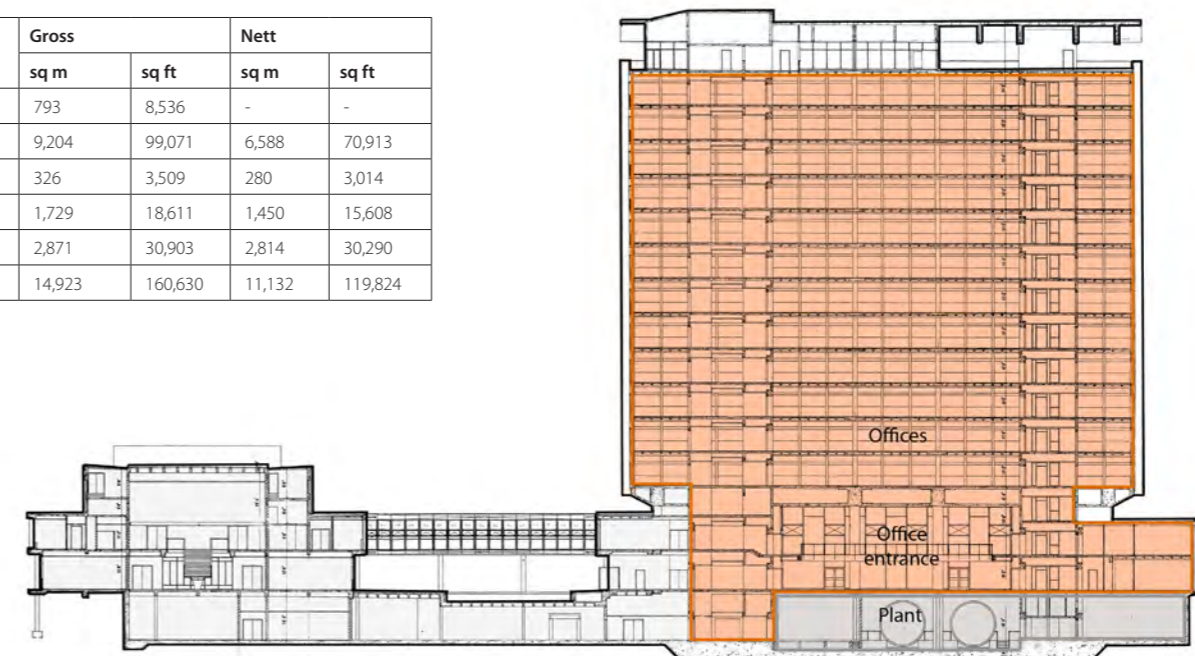 Gross Nett
sq m sq ft sq m sq ft
793 8,536 - -
9,204 99,071 6,588 70,913
326 3,509 280 3,014
1,729 18,611 1,450 15,608
2,871 30,903 2,814 30,290
14,923 160,630 11,132 119,824
Offices
Office
entrance
Plant